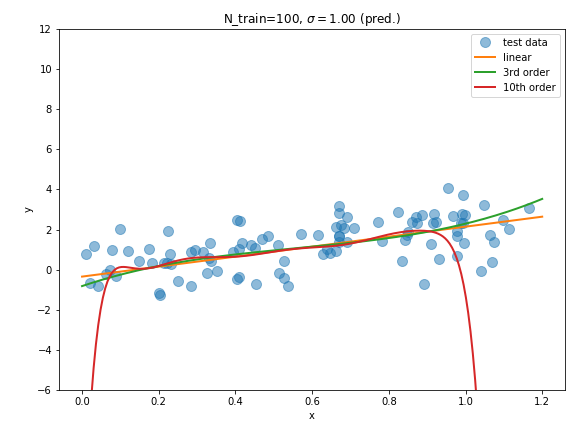 N_train=100, σ = 1.00 (pred.)
12
10
8
6
4
2
0
−2
−4
−6
y
0.0 0.2 0.4 0.6 0.8 1.0 1.2
x
test data
linear
3rd order
10th order